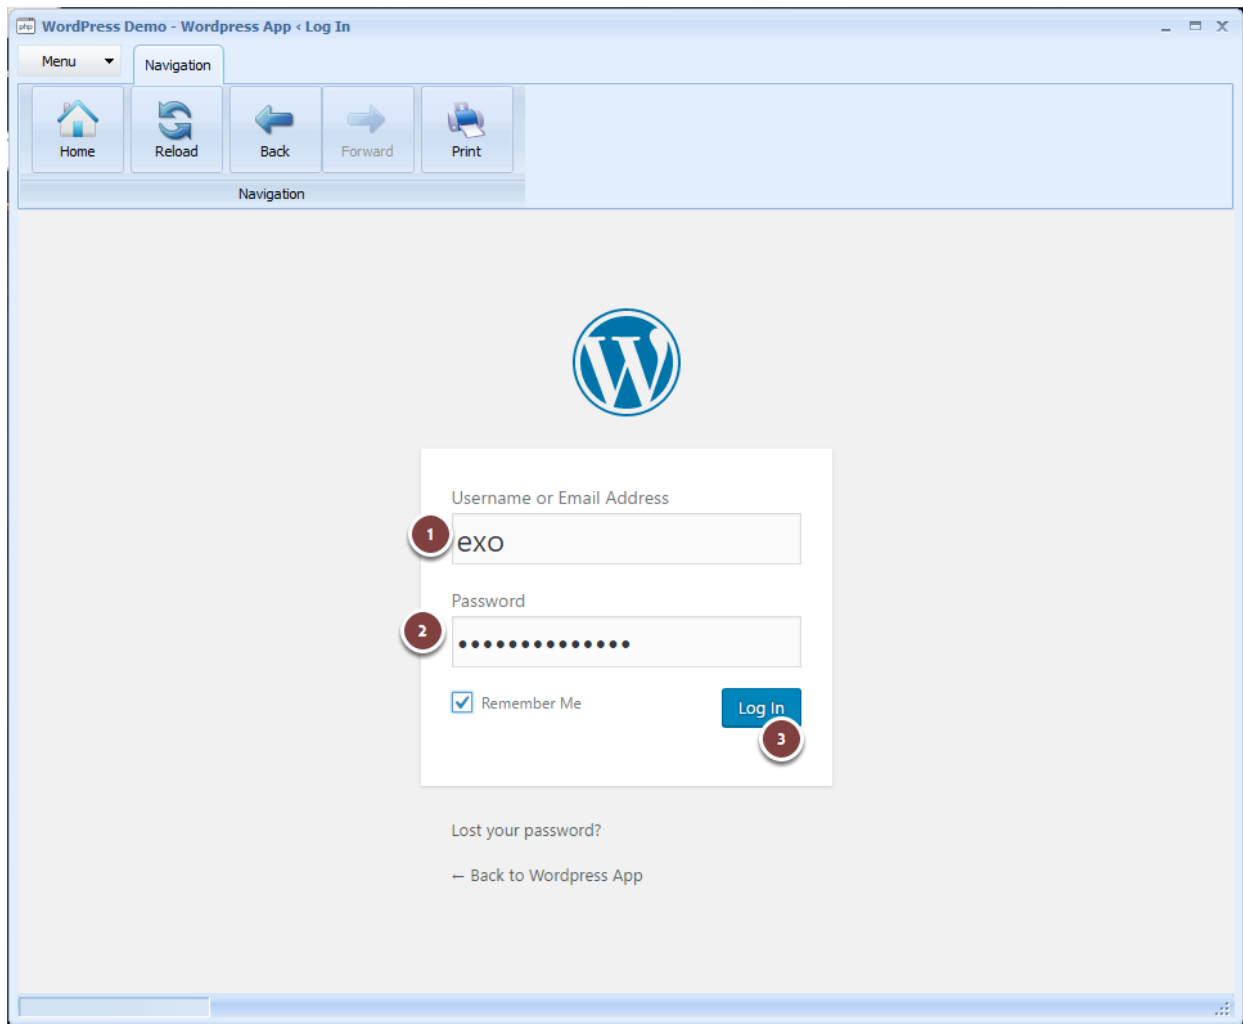 php WordPress Demo - Wordpress App ‹ Log In
Menu Navigation
Home Reload Back Forward Print
Navigation
W
Username or Email Address
1 exo
Password
2 ••••••••••••••
Remember Me Log In
3
Lost your password?
← Back to Wordpress App